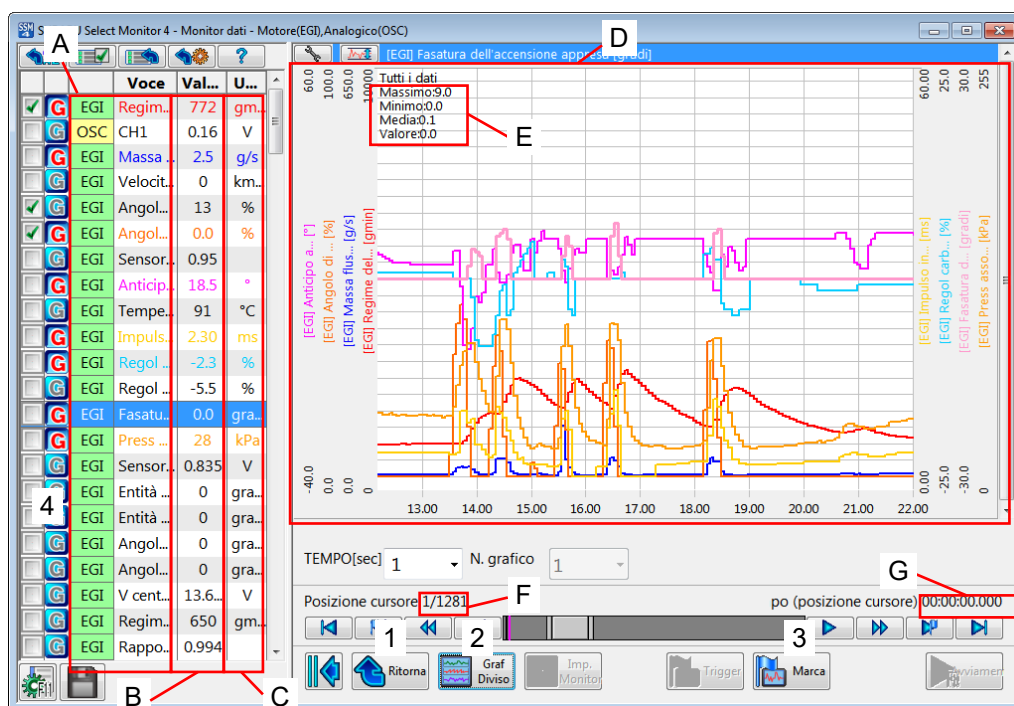 S U Select Monitor 4 - Monitor dati - Motore(EGI),Analogico(OSC)
A
D
?
[EGI] Fasatura dell'accensione appresa [gradi]
Voce Val... U...
G EGI Regim... 772 gm...
G OSC CH1 0.16 V
G EGI Massa ... 2.5 g/s
G EGI Velocit... 0 km...
G EGI Angol... 13 %
G EGI Angol... 0.0 %
G EGI Sensor... 0.95
G EGI Anticip... 18.5 °
G EGI Tempe... 91 °C
G EGI Impuls... 2.30 ms
G EGI Regol ... -2.3 %
G EGI Regol ... -5.5 %
G EGI Fasatu... 0.0 gra...
G EGI Press ... 28 kPa
G EGI Sensor... 0.835 V
G EGI Entità ... 0 gra...
4
G EGI Entità ... 0 gra...
G EGI Angol... 0 gra...
G EGI Angol... 0 gra...
G EGI V cent... 13.6... V
G EGI Regim... 650 gm...
G EGI Rappo... 0.994
B
C
60.0 1000.0 650.0 10000
Tutti i dati
Massimo:9.0
Minimo:0.0
Media:0.1
Valore:0.0
E
60.00 25.0 30.0 255
[EGI] Anticipo a... [°]
[EGI] Angolo di ... [%]
[EGI] Massa flus... [g/s]
[EGI] Regime del... [gmin]
[EGI] Impulso in... [ms]
[EGI] Regol carb... [%]
[EGI] Fasatura d... [gradi]
[EGI] Press asso... [kPa]
-40.0 0.0 0.0 0
0.00 -25.0 -30.0 0
13.00 14.00 15.00 16.00 17.00 18.00 19.00 20.00 21.00 22.00
TEMPO[sec] 1 N. grafico 1
G
Posizione cursore 1/1281 F po (posizione cursore) 00:00:00.000
1 2 3
Ritorna
Graf Diviso
Imp. Monitor
Trigger
Marca